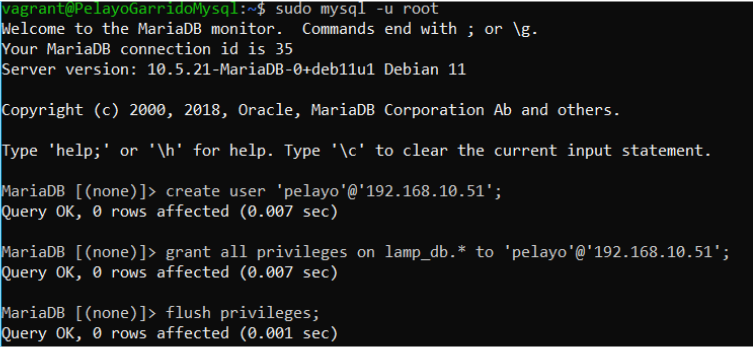 vagrant@PelayoGarridoMysql:~$ sudo mysql -u root
Welcome to the MariaDB monitor.  Commands end with ; or \g.
Your MariaDB connection id is 35
Server version: 10.5.21-MariaDB-0+deb11u1 Debian 11
Copyright (c) 2000, 2018, Oracle, MariaDB Corporation Ab and others.
Type 'help;' or '\h' for help. Type '\c' to clear the current input statement.
MariaDB [(none)]> create user 'pelayo'@'192.168.10.51';
Query OK, 0 rows affected (0.007 sec)
MariaDB [(none)]> grant all privileges on lamp_db.* to 'pelayo'@'192.168.10.51';
Query OK, 0 rows affected (0.007 sec)
MariaDB [(none)]> flush privileges;
Query OK, 0 rows affected (0.001 sec)